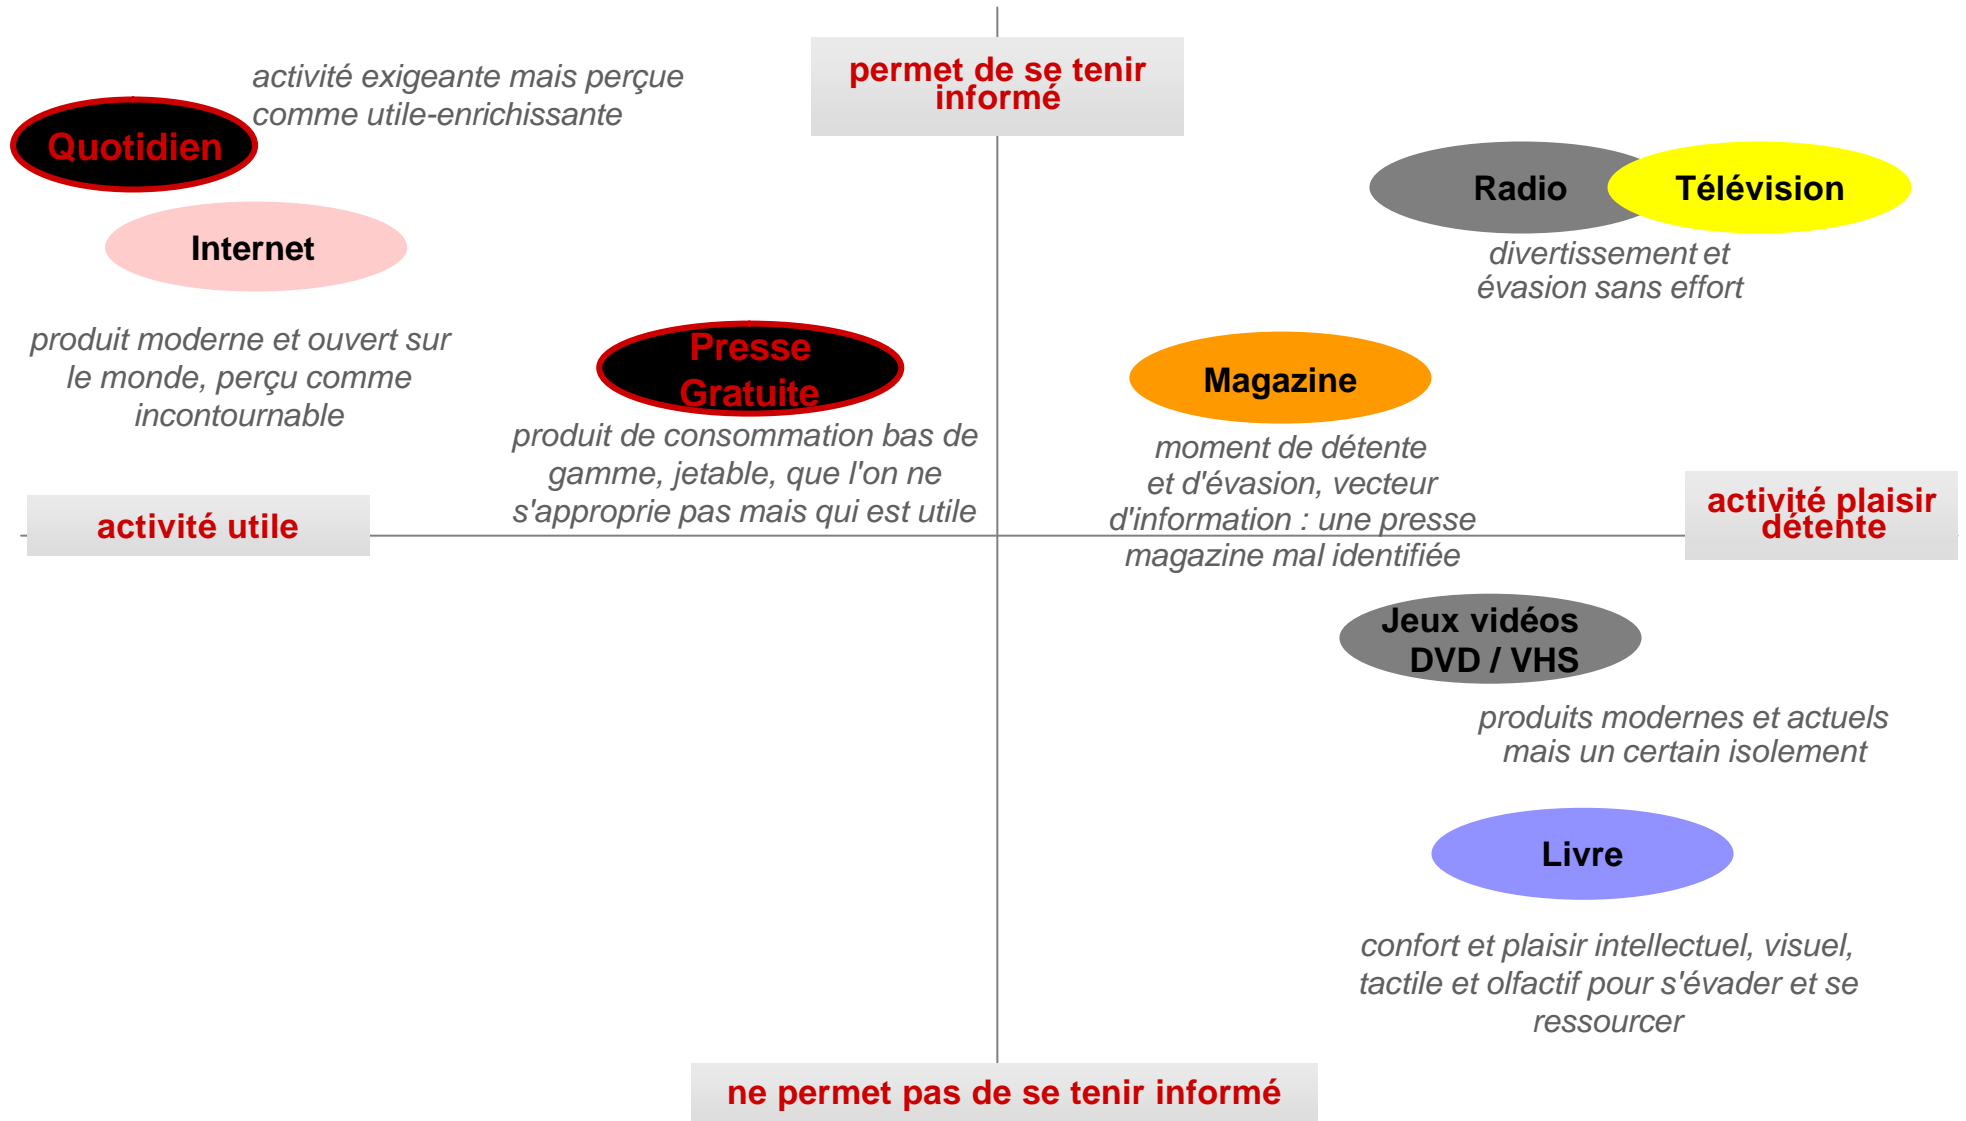 permet de se tenir
informé
activité exigeante mais perçue
comme utile-enrichissante
Quotidien
Radio
Télévision
Internet
divertissement et
évasion sans effort
produit moderne et ouvert sur
le monde, perçu comme
incontournable
Presse
Gratuite
Magazine
produit de consommation bas de
gamme, jetable, que l'on ne
s'approprie pas mais qui est utile
moment de détente
et d'évasion, vecteur
d'information : une presse
magazine mal identifiée
activité utile
activité plaisir
détente
Jeux vidéos
DVD / VHS
produits modernes et actuels
mais un certain isolement
Livre
confort et plaisir intellectuel, visuel,
tactile et olfactif pour s'évader et se
ressourcer
ne permet pas de se tenir informé